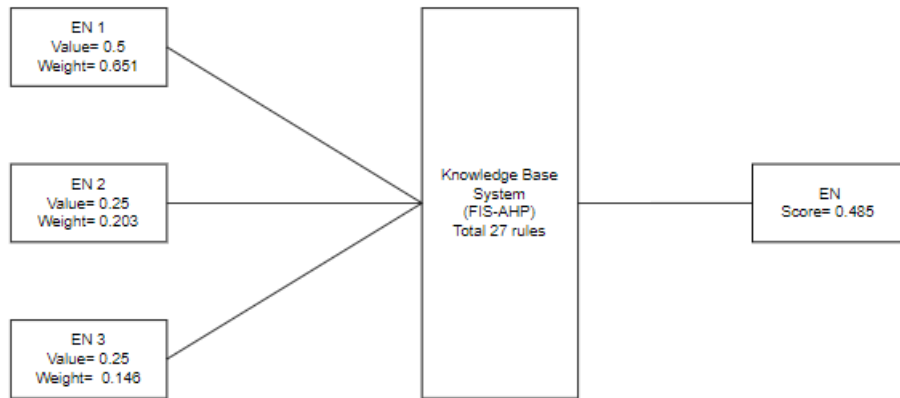 EN 1
Value= 0.5
Weight= 0.651
EN 2
Value= 0.25
Weight= 0.203
EN 3
Value= 0.25
Weight=  0.146
Knowledge Base
System
(FIS-AHP)
Total 27 rules
EN
Score= 0.485